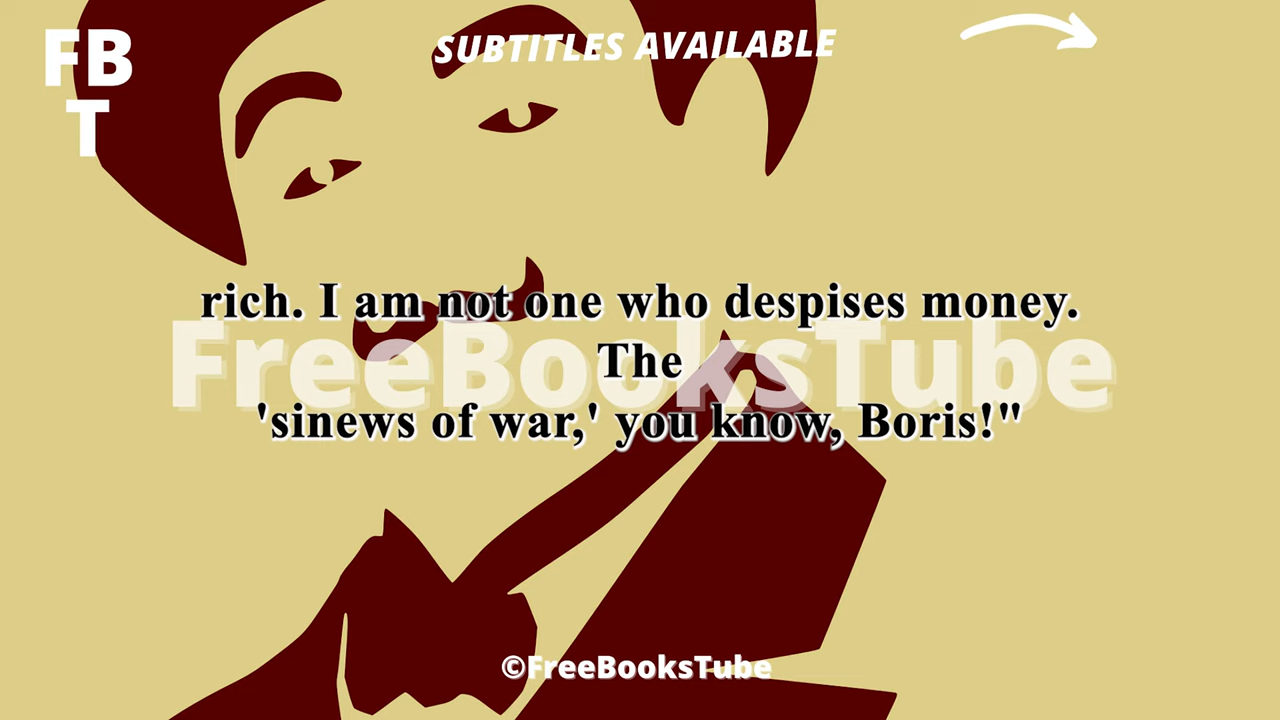 FB
T
SUBTITLES AVAILABLE
rich. I am not one who despises money.
The
'sinews of war,' you know, Boris!"
FreeBooksTube
©FreeBooksTube